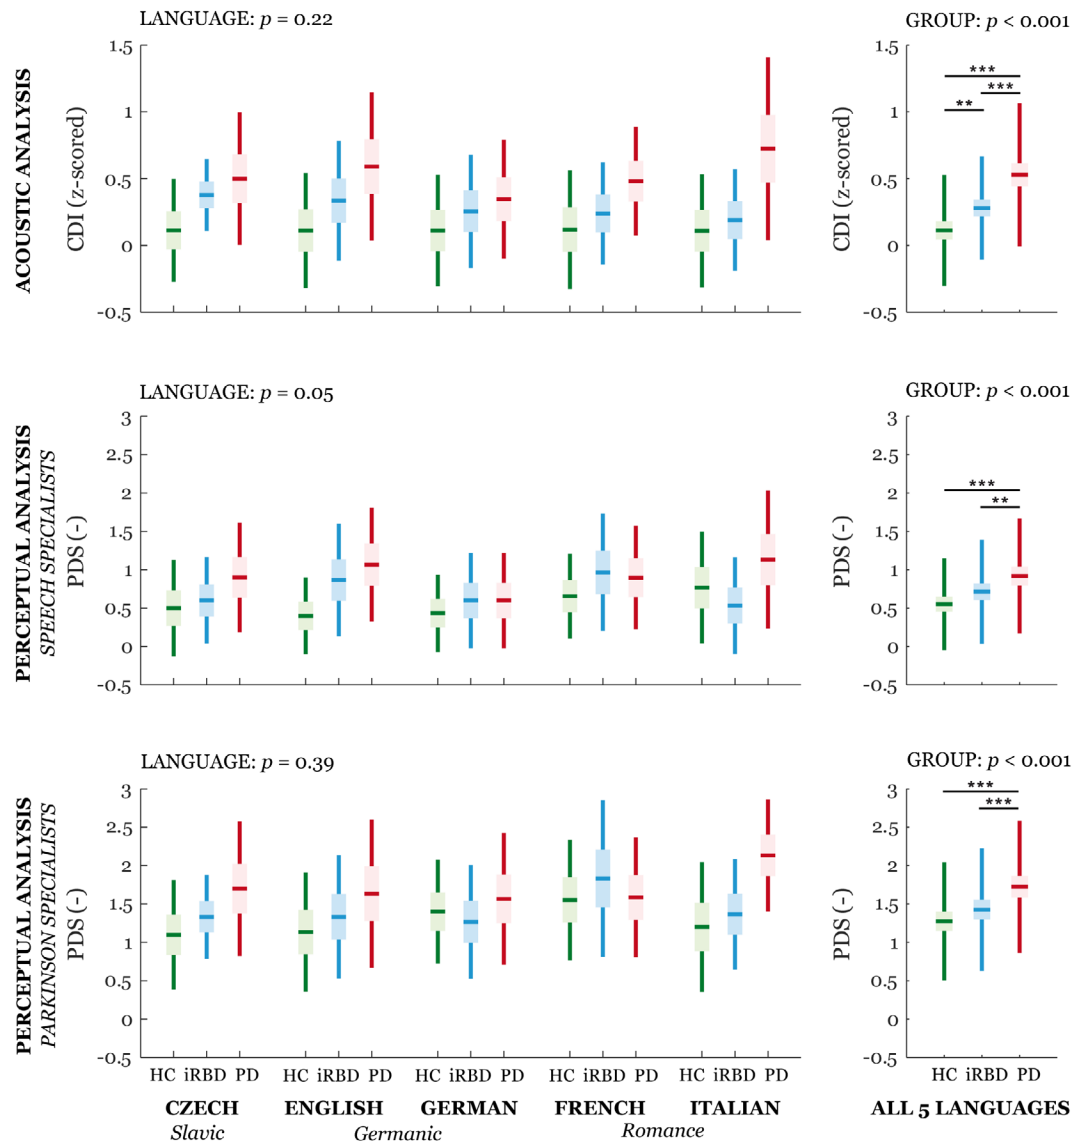 LANGUAGE: p = 0.22
GROUP: p < 0.001
ACOUSTIC ANALYSIS
CDI (z-scored)
1.5
1
0.5
0
-0.5
CDI (z-scored)
1.5
1
0.5
0
-0.5
***
***
**
LANGUAGE: p = 0.05
GROUP: p < 0.001
PERCEPTUAL ANALYSIS
SPEECH SPECIALISTS
PDS (-)
3
2.5
2
1.5
1
0.5
0
-0.5
PDS (-)
3
2.5
2
1.5
1
0.5
0
-0.5
***
**
LANGUAGE: p = 0.39
GROUP: p < 0.001
PERCEPTUAL ANALYSIS
PARKINSON SPECIALISTS
PDS (-)
3
2.5
2
1.5
1
0.5
0
-0.5
PDS (-)
3
2.5
2
1.5
1
0.5
0
-0.5
***
***
HC iRBD PD HC iRBD PD HC iRBD PD HC iRBD PD HC iRBD PD HC iRBD PD
CZECH ENGLISH GERMAN FRENCH ITALIAN ALL 5 LANGUAGES
Slavic Germanic Romance